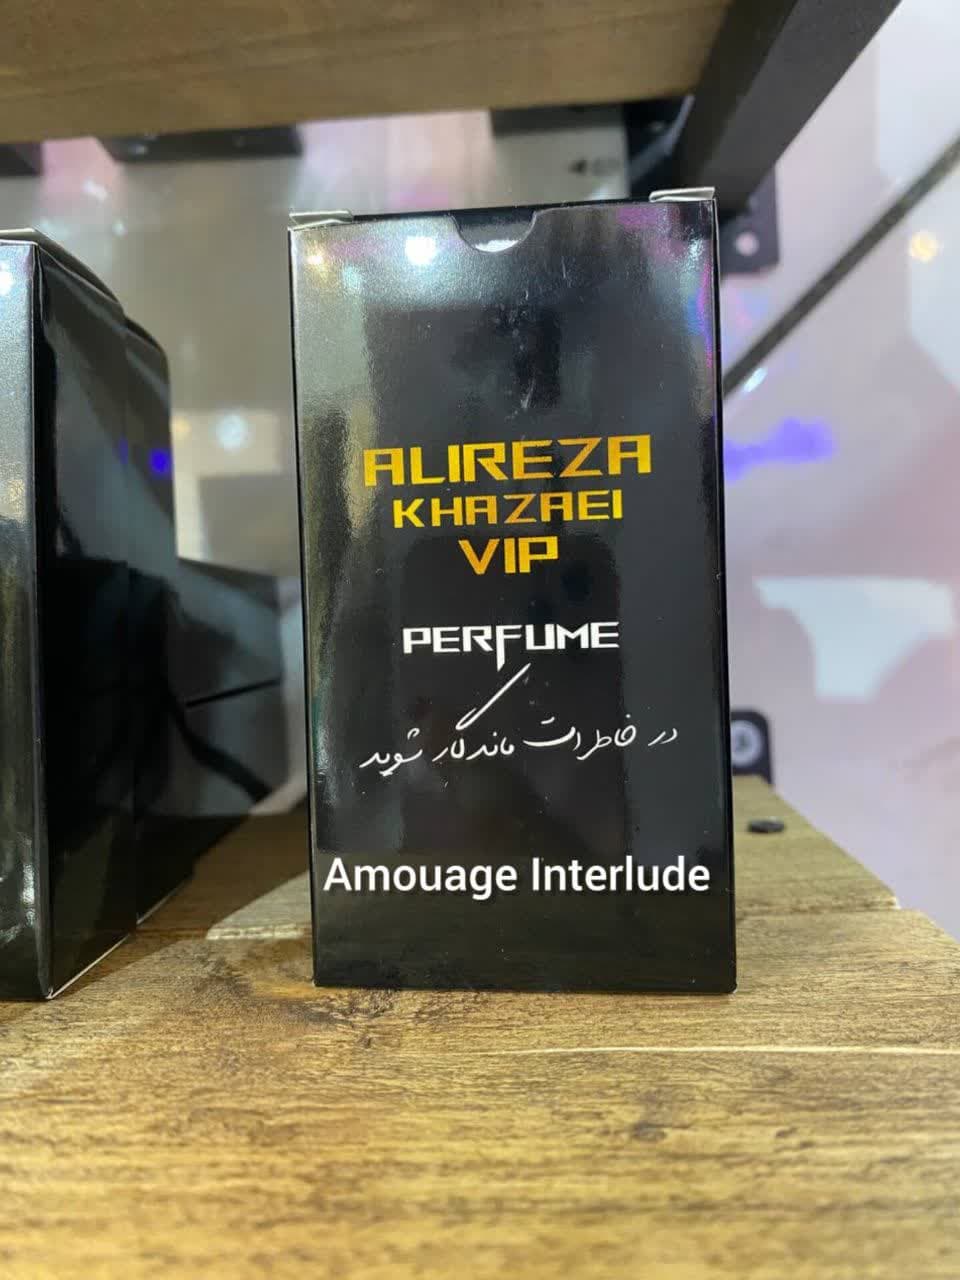 ALIREZA
KHAZAEI
VIP
PERFUME
در خاطرات ماندگار شوید
Amouage Interlude